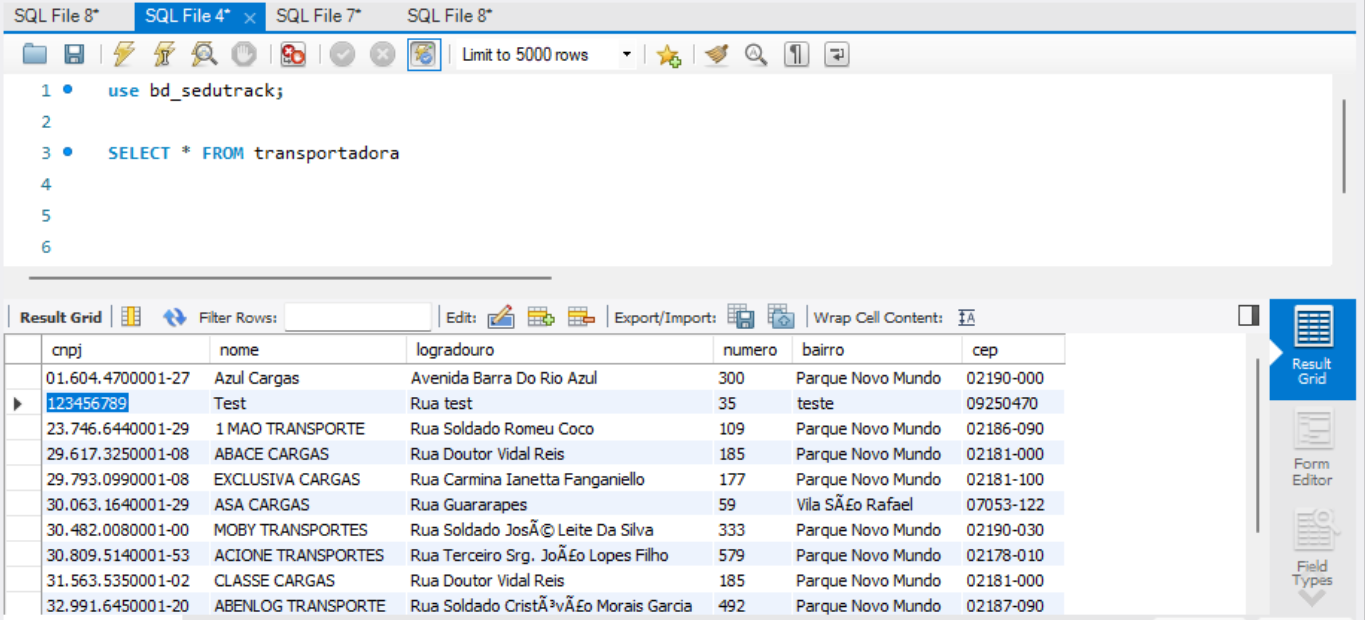 SQL File 8* SQL File 4* SQL File 7* SQL File 8*
Limit to 5000 rows
1 use bd_sedutrack;
2
3 SELECT * FROM transportadora
4
5
6
Result Grid Filter Rows: Edit: Export/Import: Wrap Cell Content:
cnpj nome logradouro numero bairro cep
01.604.4700001-27 Azul Cargas Avenida Barra Do Rio Azul 300 Parque Novo Mundo 02190-000
123456789 Test Rua test 35 teste 09250470
23.746.6440001-29 1 MAO TRANSPORTE Rua Soldado Romeu Coco 109 Parque Novo Mundo 02186-090
29.617.3250001-08 ABACE CARGAS Rua Doutor Vidal Reis 185 Parque Novo Mundo 02181-000
29.793.0990001-08 EXCLUSIVA CARGAS Rua Carmina Ianetta Fanganiello 177 Parque Novo Mundo 02181-100
30.063.1640001-29 ASA CARGAS Rua Guararapes 59 Vila SÃ£o Rafael 07053-122
30.482.0080001-00 MOBY TRANSPORTES Rua Soldado JosÃ© Leite Da Silva 333 Parque Novo Mundo 02190-030
30.809.5140001-53 ACIONE TRANSPORTES Rua Terceiro Srg. JoÃ£o Lopes Filho 579 Parque Novo Mundo 02178-010
31.563.5350001-02 CLASSE CARGAS Rua Doutor Vidal Reis 185 Parque Novo Mundo 02181-000
32.991.6450001-20 ABENLOG TRANSPORTE Rua Soldado CristÃ³vÃ£o Morais Garcia 492 Parque Novo Mundo 02187-090
Result
Grid
Form
Editor
Field
Types